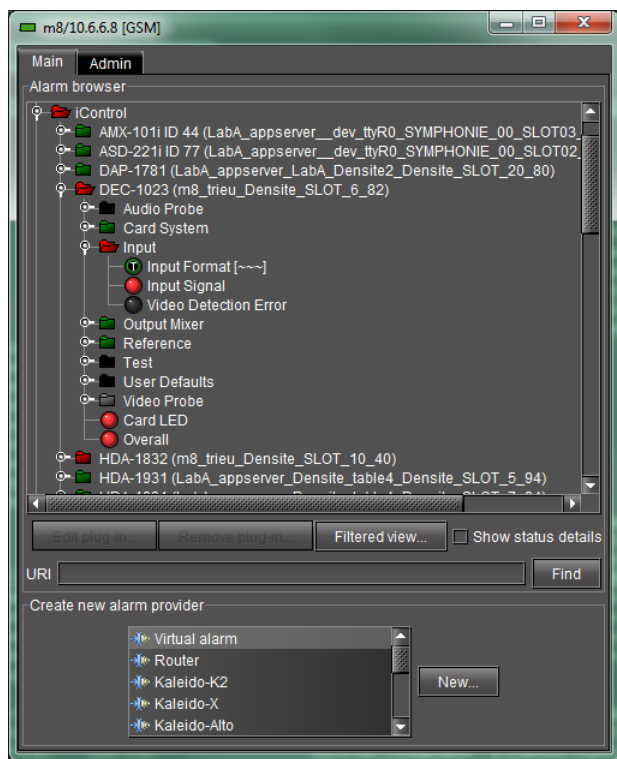 m8/10.6.6.8 [GSM]
Main Admin
Alarm browser
iControl
AMX-101i ID 44 (LabA_appserver__dev_ttyR0_SYMPHONIE_00_SLOT03_
ASD-221i ID 77 (LabA_appserver__dev_ttyR0_SYMPHONIE_00_SLOT02_
DAP-1781 (LabA_appserver_LabA_Densite2_Densite_SLOT_20_80)
DEC-1023 (m8_trieu_Densite_SLOT_6_82)
Audio Probe
Card System
Input
T Input Format [~~~]
Input Signal
Video Detection Error
Output Mixer
Reference
Test
User Defaults
Video Probe
Card LED
Overall
HDA-1832 (m8_trieu_Densite_SLOT_10_40)
HDA-1931 (LabA_appserver_Densite_table4_Densite_SLOT_5_94)
Edit plug-in... Remove plug-in... Filtered view... Show status details
URI Find
Create new alarm provider
Virtual alarm
Router
Kaleido-K2
New...
Kaleido-X
Kaleido-Alto